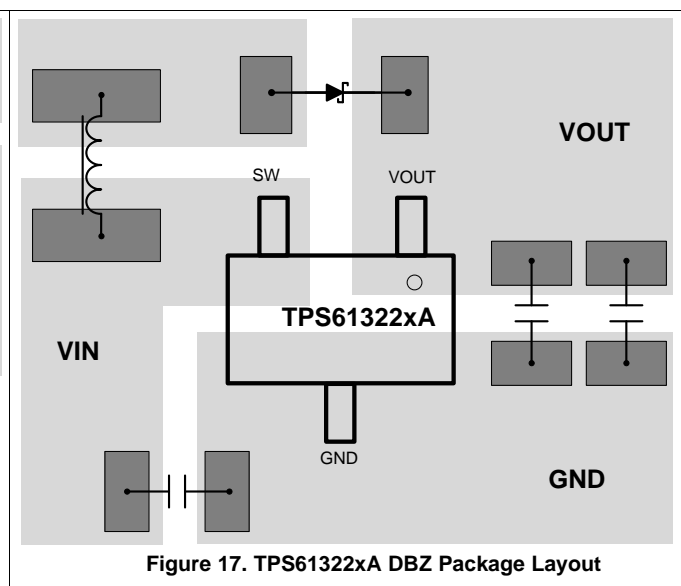 VOUT
SW
VOUT
TPS61322xA
VIN
GND
GND
Figure 17. TPS61322xA DBZ Package Layout